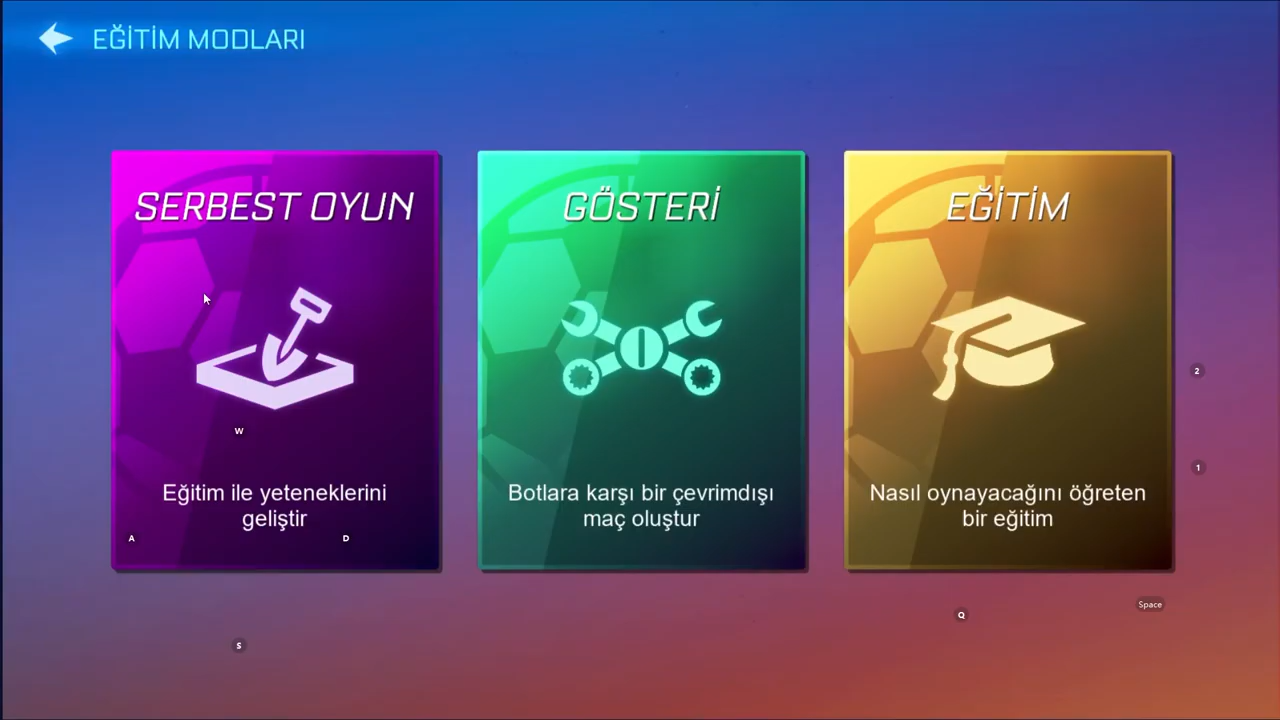 EĞİTİM MODLARI
SERBEST OYUN
Eğitim ile yeteneklerini
geliştir
GÖSTERİ
Botlara karşı bir çevrimdışı
maç oluştur
EĞİTİM
Nasıl oynayacağını öğreten
bir eğitim
2
W
1
A
D
Space
Q
S